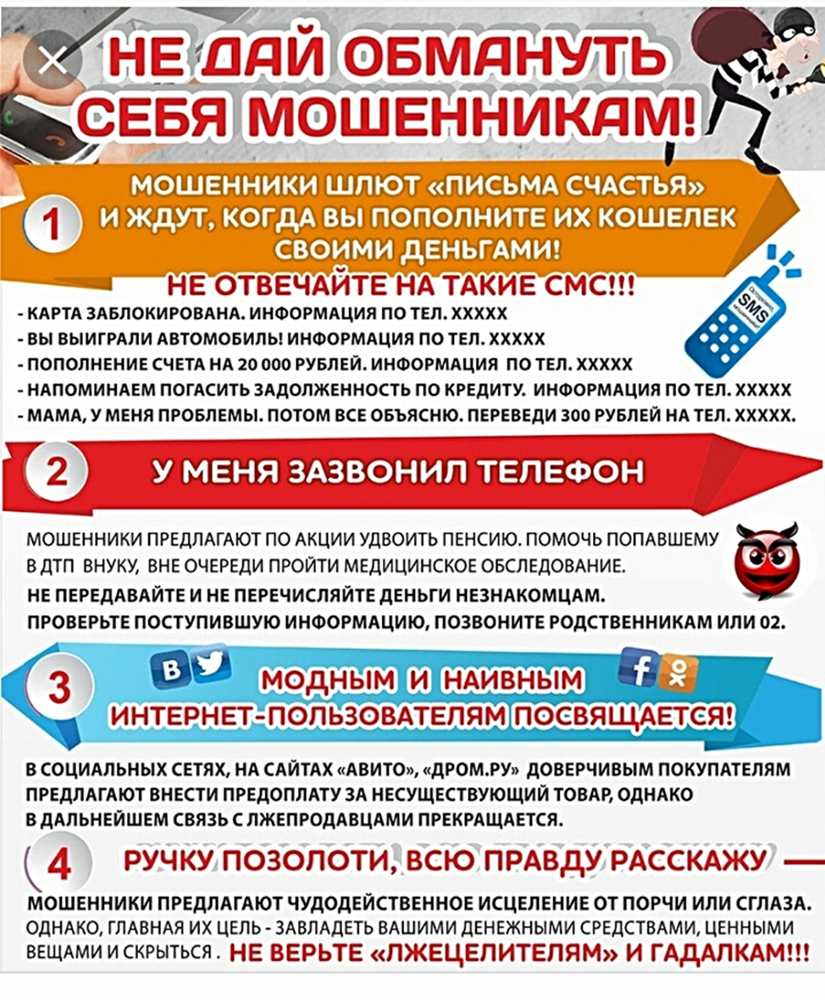 НЕ ДАЙ ОБМАНУТЬ
СЕБЯ МОШЕННИКАМ!
1
МОШЕННИКИ ШЛЮТ «ПИСЬМА СЧАСТЬЯ»
И ЖДУТ, КОГДА ВЫ ПОПОЛНИТЕ ИХ КОШЕЛЕК
СВОИМИ ДЕНЬГАМИ!
НЕ ОТВЕЧАЙТЕ НА ТАКИЕ СМС!!!
Осторожно,
SMS
мошенники!
- КАРТА ЗАБЛОКИРОВАНА. ИНФОРМАЦИЯ ПО ТЕЛ. ХХХХХ
- ВЫ ВЫИГРАЛИ АВТОМОБИЛЬ! ИНФОРМАЦИЯ ПО ТЕЛ. ХХХХХ
- ПОПОЛНЕНИЕ СЧЕТА НА 20 000 РУБЛЕЙ. ИНФОРМАЦИЯ ПО ТЕЛ. ХХХХХ
- НАПОМИНАЕМ ПОГАСИТЬ ЗАДОЛЖЕННОСТЬ ПО КРЕДИТУ. ИНФОРМАЦИЯ ПО ТЕЛ. ХХХХХ
- МАМА, У МЕНЯ ПРОБЛЕМЫ. ПОТОМ ВСЕ ОБЪЯСНЮ. ПЕРЕВЕДИ 300 РУБЛЕЙ НА ТЕЛ. ХХХХХ.
2
У МЕНЯ ЗАЗВОНИЛ ТЕЛЕФОН
МОШЕННИКИ ПРЕДЛАГАЮТ ПО АКЦИИ УДВОИТЬ ПЕНСИЮ. ПОМОЧЬ ПОПАВШЕМУ
В ДТП ВНУКУ, ВНЕ ОЧЕРЕДИ ПРОЙТИ МЕДИЦИНСКОЕ ОБСЛЕДОВАНИЕ.
НЕ ПЕРЕДАВАЙТЕ И НЕ ПЕРЕЧИСЛЯЙТЕ ДЕНЬГИ НЕЗНАКОМЦАМ.
ПРОВЕРЬТЕ ПОСТУПИВШУЮ ИНФОРМАЦИЮ, ПОЗВОНИТЕ РОДСТВЕННИКАМ ИЛИ 02.
3
В
f
МОДНЫМ И НАИВНЫМ
ИНТЕРНЕТ-ПОЛЬЗОВАТЕЛЯМ ПОСВЯЩАЕТСЯ!
В СОЦИАЛЬНЫХ СЕТЯХ, НА САЙТАХ «АВИТО», «ДРОМ.РУ» ДОВЕРЧИВЫМ ПОКУПАТЕЛЯМ
ПРЕДЛАГАЮТ ВНЕСТИ ПРЕДОПЛАТУ ЗА НЕСУЩЕСТВУЮЩИЙ ТОВАР, ОДНАКО
В ДАЛЬНЕЙШЕМ СВЯЗЬ С ЛЖЕПРОДАВЦАМИ ПРЕКРАЩАЕТСЯ.
4
РУЧКУ ПОЗОЛОТИ, ВСЮ ПРАВДУ РАССКАЖУ
МОШЕННИКИ ПРЕДЛАГАЮТ ЧУДОДЕЙСТВЕННОЕ ИСЦЕЛЕНИЕ ОТ ПОРЧИ ИЛИ СГЛАЗА.
ОДНАКО, ГЛАВНАЯ ИХ ЦЕЛЬ - ЗАВЛАДЕТЬ ВАШИМИ ДЕНЕЖНЫМИ СРЕДСТВАМИ, ЦЕННЫМИ
ВЕЩАМИ И СКРЫТЬСЯ . НЕ ВЕРЬТЕ «ЛЖЕЦЕЛИТЕЛЯМ» И ГАДАЛКАМ!!!